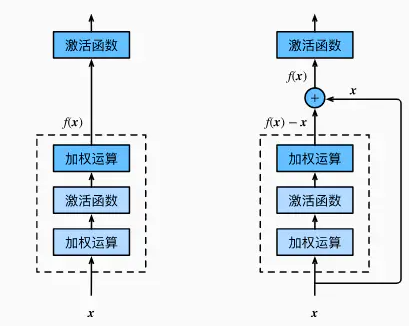 激活函数
f(x)
加权运算
激活函数
加权运算
x
激活函数
f(x)
+
x
f(x) − x
加权运算
激活函数
加权运算
x